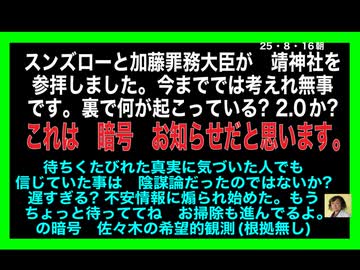 25・8・16朝
スンズローと加藤罪務大臣が 靖神社を
参拝しました。今まででは考えれ無事
です。裏で何が起こっている? 2.0か?
これは 暗号 お知らせだと思います。
待ちくたびれた真実に気づいた人でも
信じていた事は 陰謀論だったのではないか?
遅すぎる? 不安情報に煽られ始めた。もう
ちょっと待っててね お掃除も進んでるよ。
の暗号 佐々木の希望的観測(根拠無し)